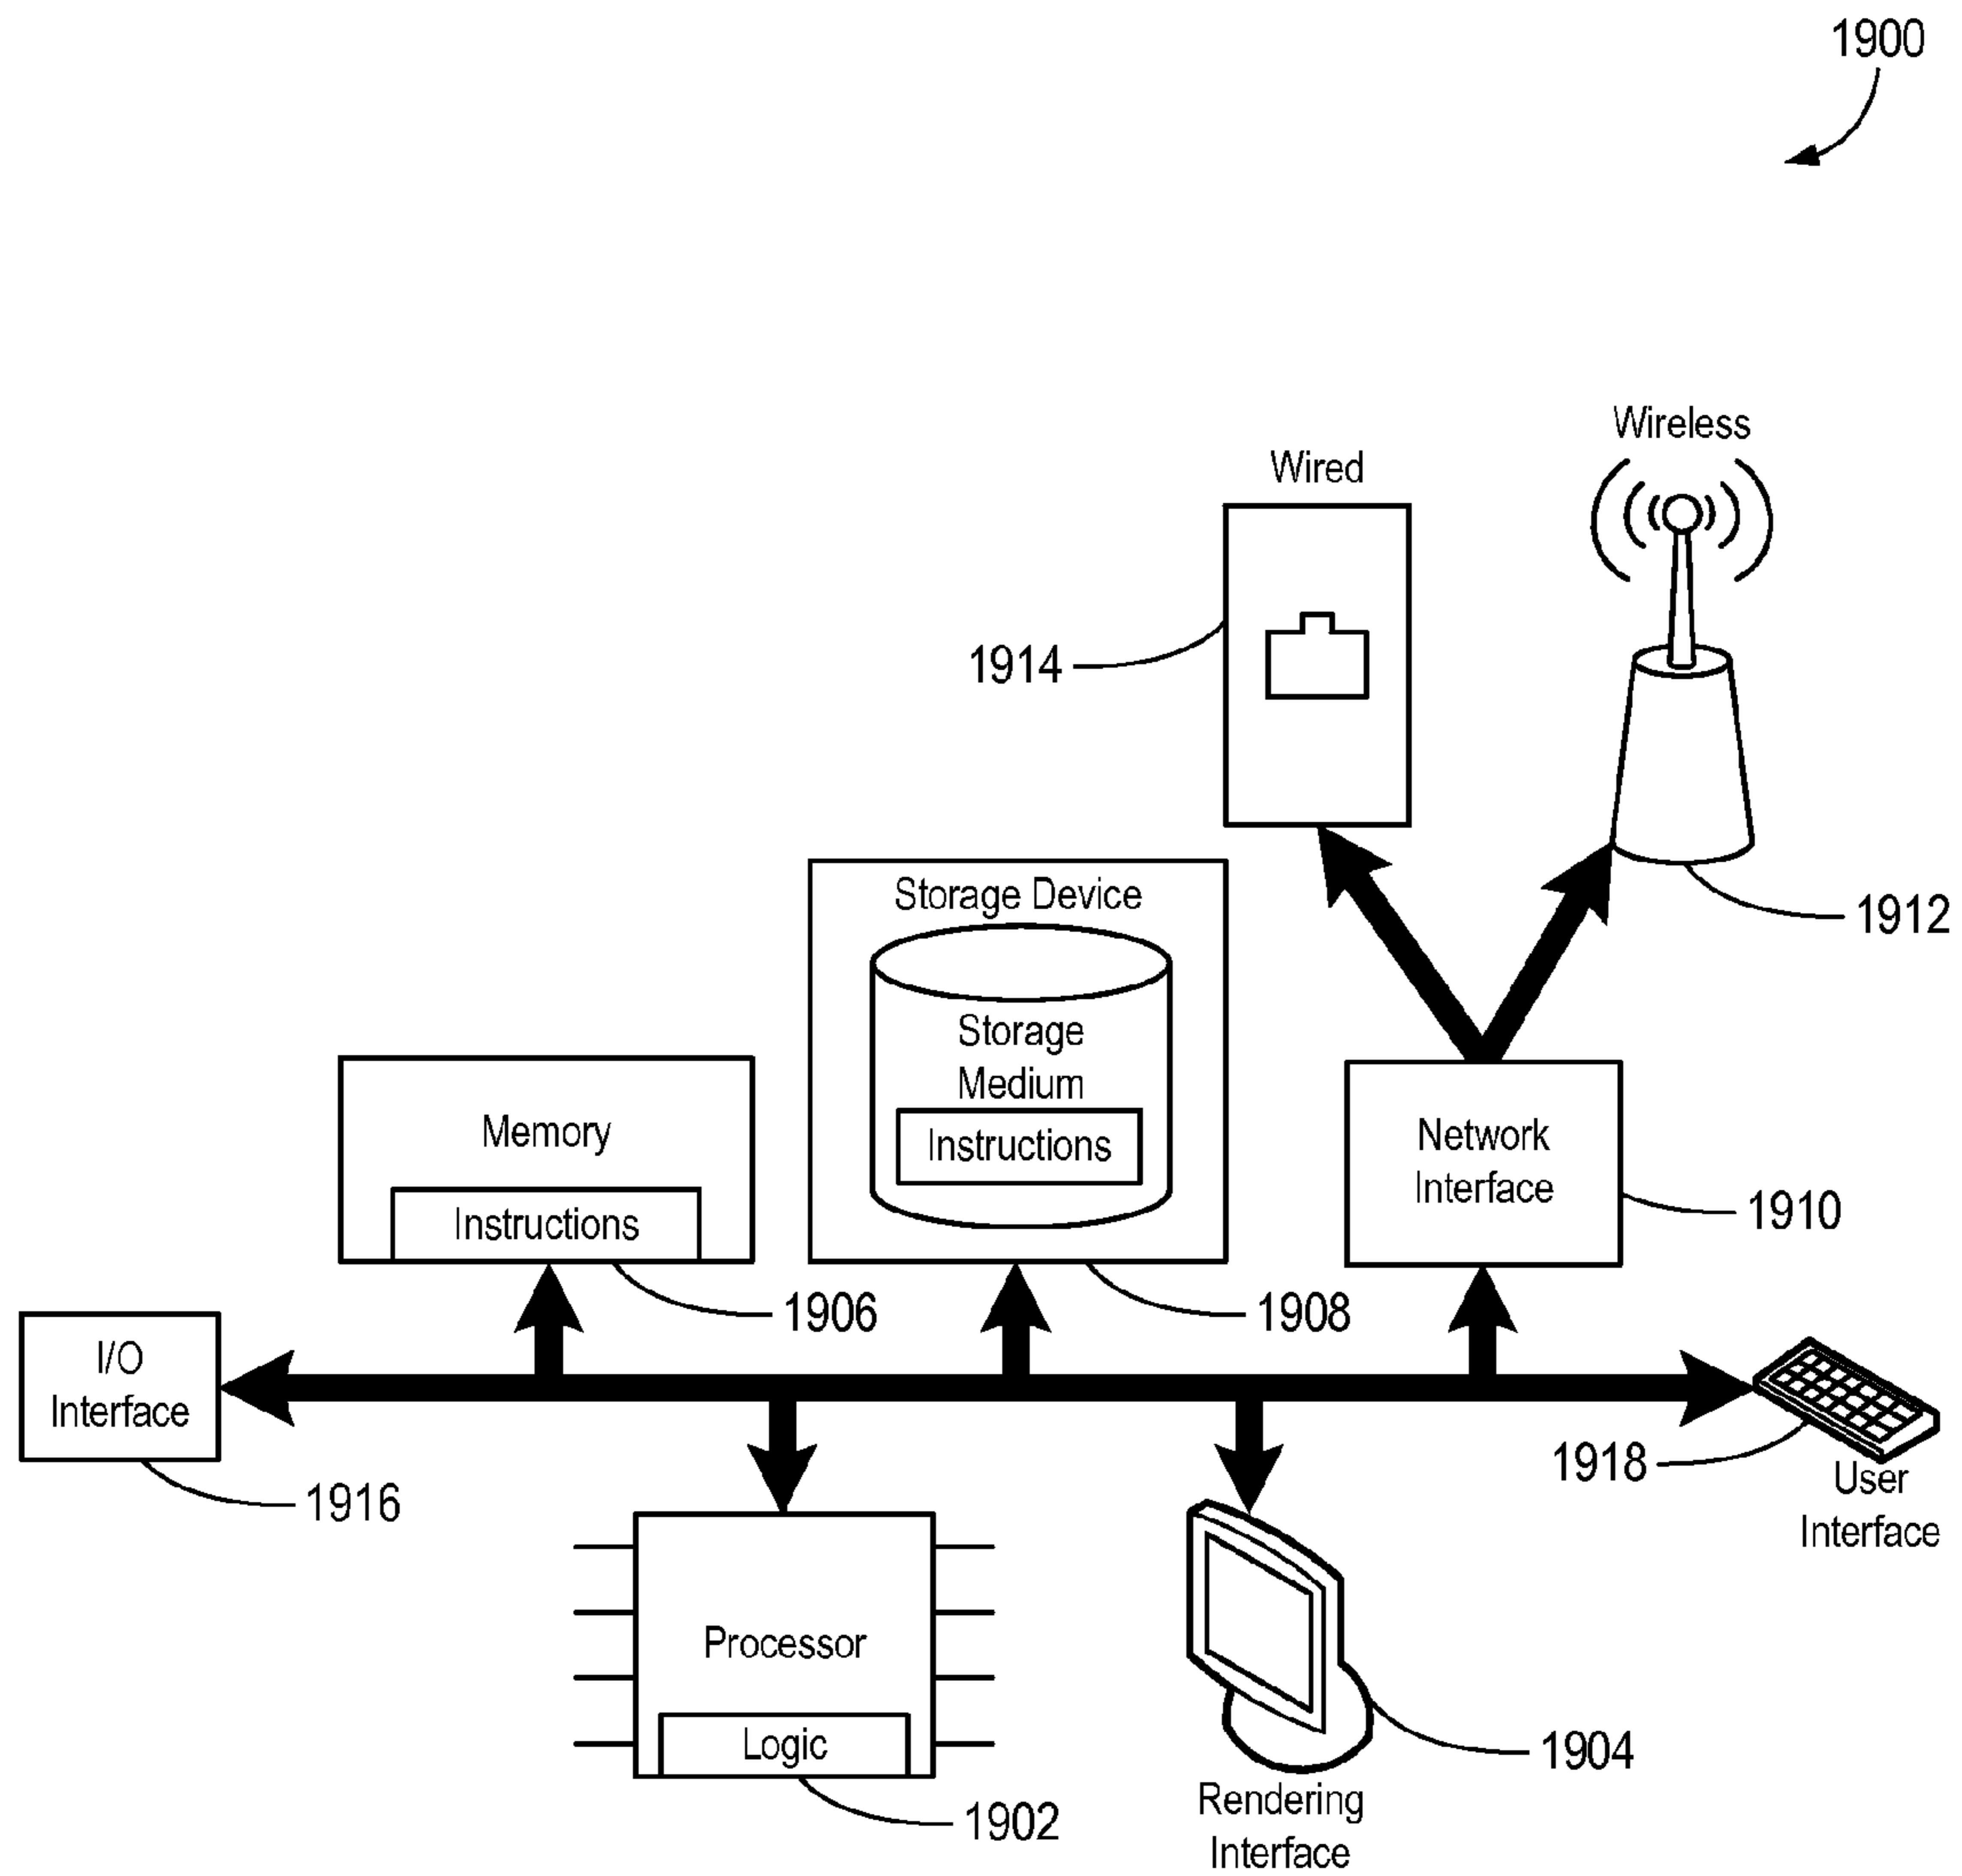 1900
Wireless
Wired
1914
1912
Storage Device
Storage
Medium
Instructions
Memory
Instructions
Network
Interface
1910
1906
1908
I/O
Interface
1916
1918
User
Interface
Processor
Logic
1902
1904
Rendering
Interface